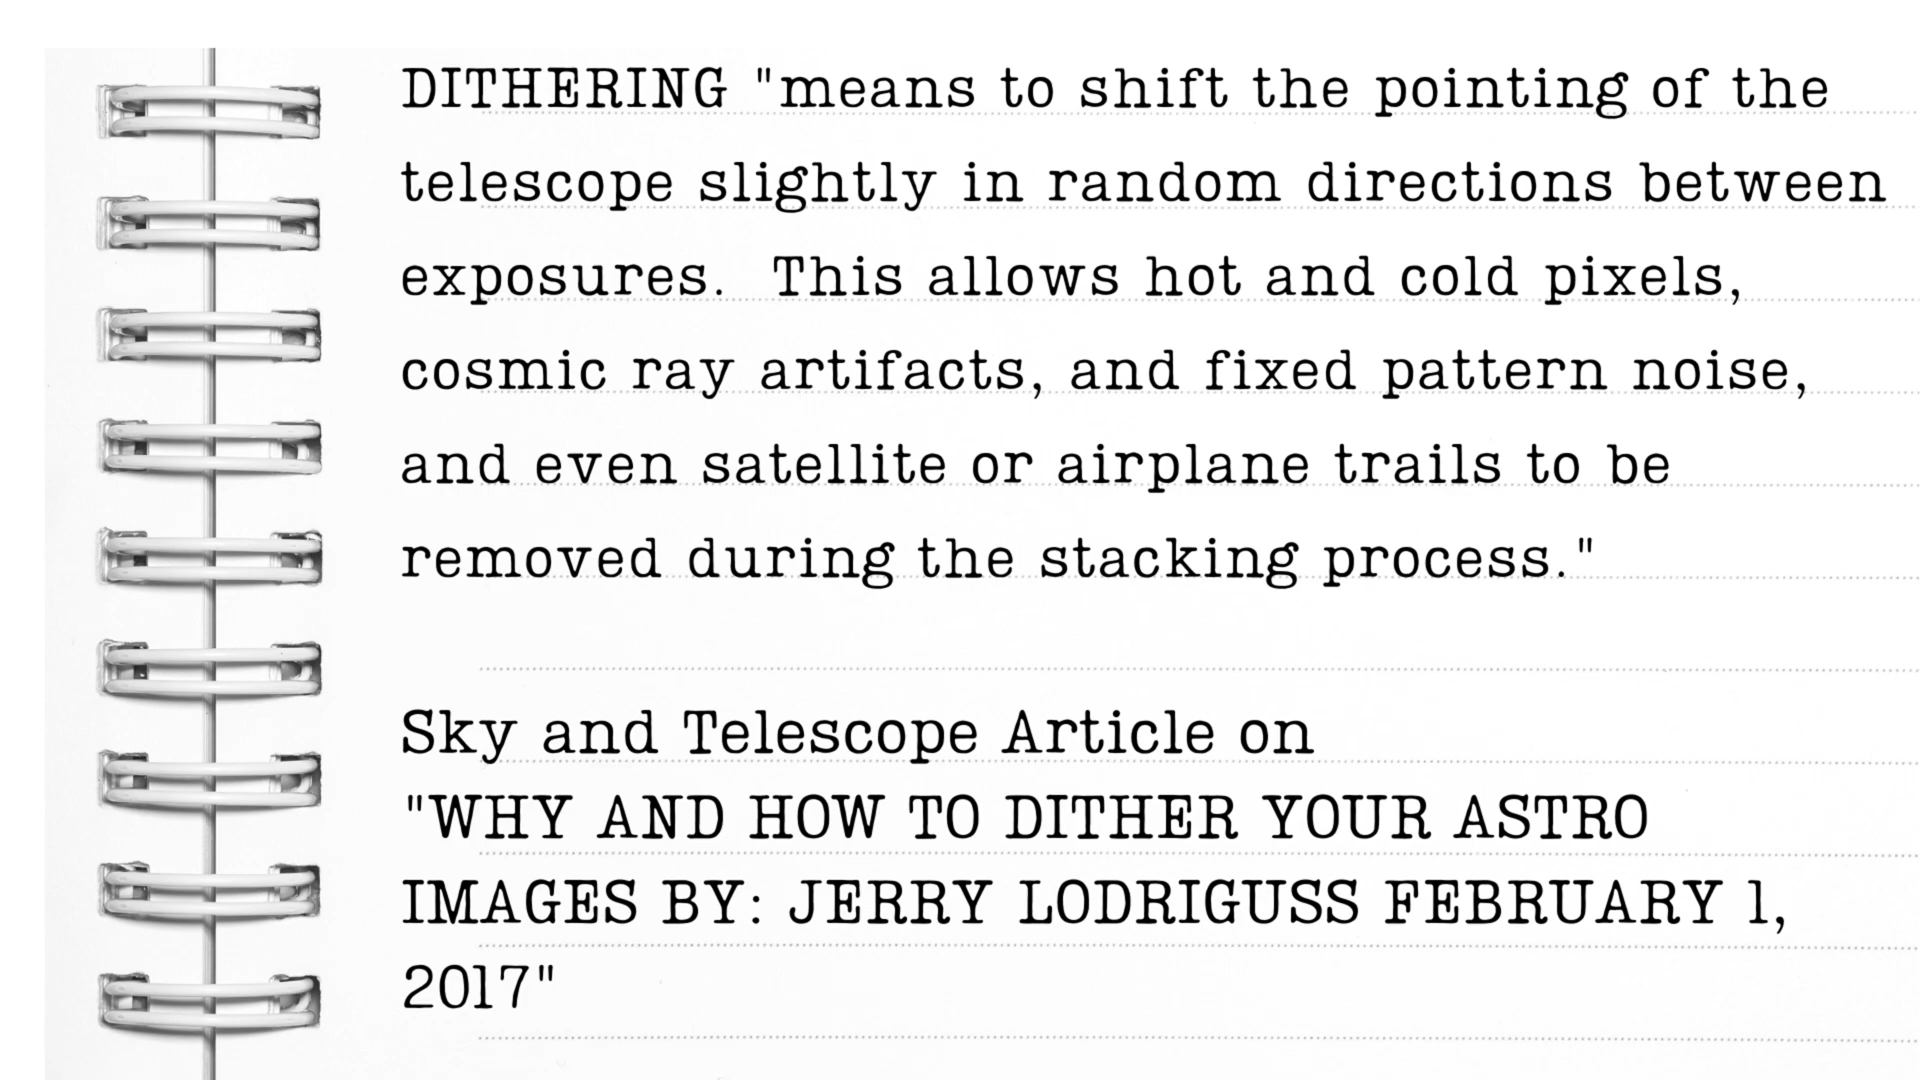 DITHERING "means to shift the pointing of the
telescope slightly in random directions between
exposures.  This allows hot and cold pixels,
cosmic ray artifacts, and fixed pattern noise,
and even satellite or airplane trails to be
removed during the stacking process."
Sky and Telescope Article on
"WHY AND HOW TO DITHER YOUR ASTRO
IMAGES BY: JERRY LODRIGUSS FEBRUARY 1,
2017"